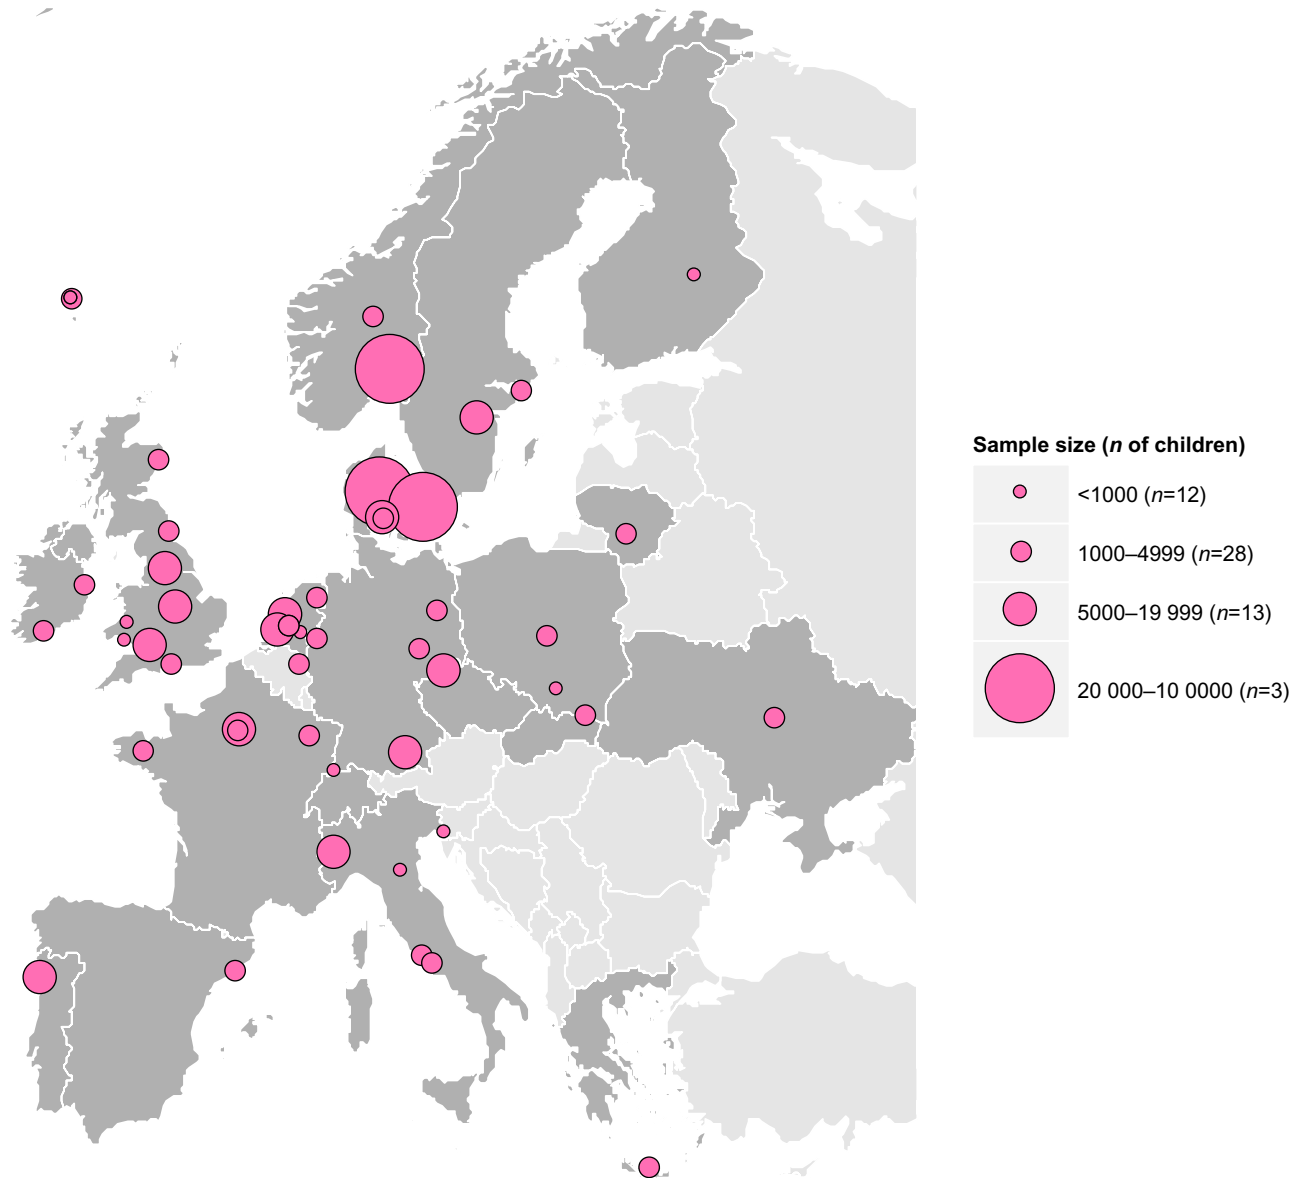 Sample size (n of children)
<1000 (n=12)
1000–4999 (n=28)
5000–19 999 (n=13)
20 000–10 0000 (n=3)